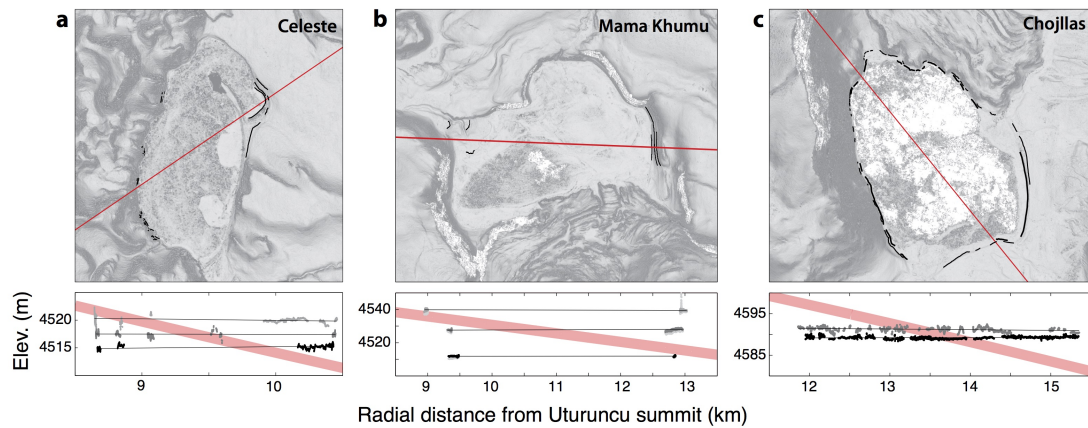 a Celeste
b Mama Khumu
c Chojllas
Elev. (m)
4520
4515
9 10
4540
4520
9 10 11 12 13
4595
4585
12 13 14 15
Radial distance from Uturuncu summit (km)